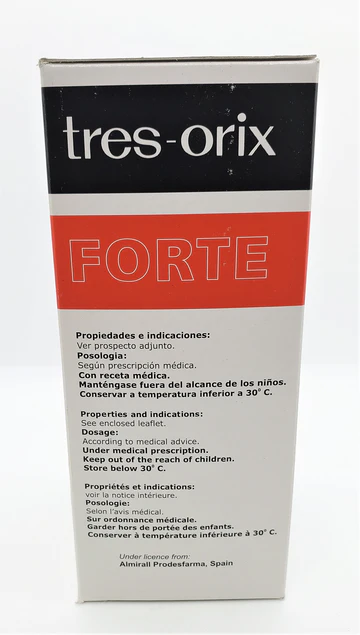 tres-orix
FORTE
Propiedades e indicaciones:
Ver prospecto adjunto.
Posologia:
Según prescripción médica.
Con receta médica.
Manténgase fuera del alcance de los niños.
Conservar a temperatura inferior a 30° C.
Properties and indications:
See enclosed leaflet.
Dosage:
According to medical advice.
Under medical prescription.
Keep out of the reach of children.
Store below 30° C.
Propriétés et indications:
voir la notice intérieure.
Posologie:
Selon l'avis médical.
Sur ordonnance médicale.
Garder hors de portée des enfants.
Conserver à température inférieure à 30° C.
Under licence from:
Almirall Prodesfarma, Spain